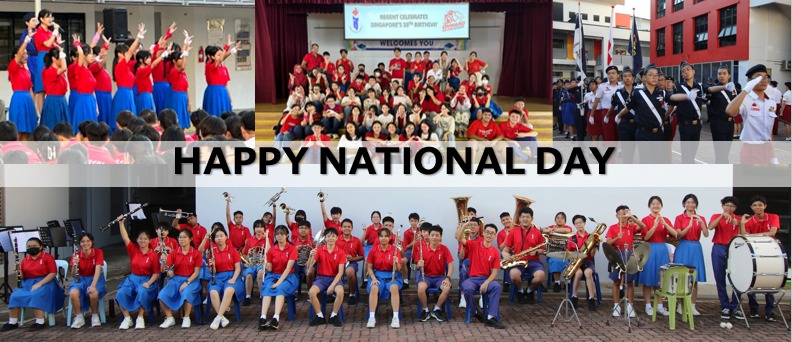 REGENT CELEBRATES
SINGAPORE'S 58TH BIRTHDAY
WELCOMES YOU
HAPPY NATIONAL DAY